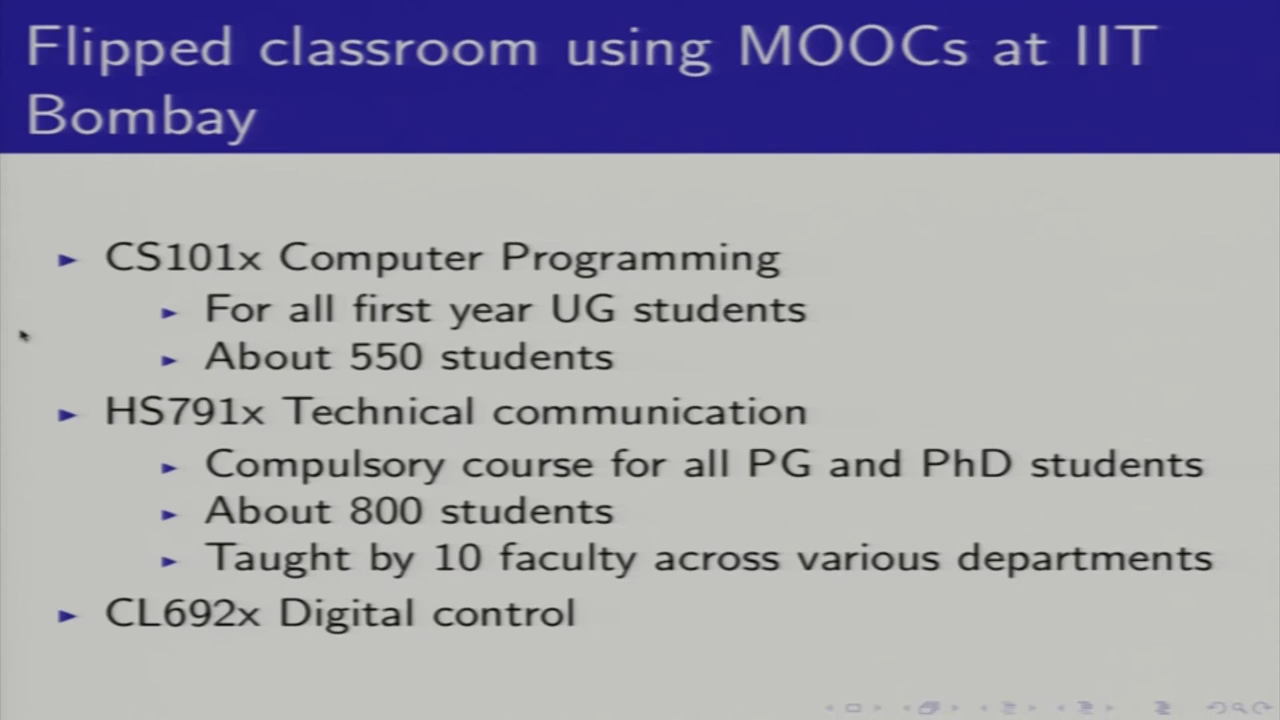 Flipped classroom using MOOCs at IIT
Bombay
CS101x Computer Programming
For all first year UG students
About 550 students
HS791x Technical communication
Compulsory course for all PG and PhD students
About 800 students
Taught by 10 faculty across various departments
CL692x Digital control